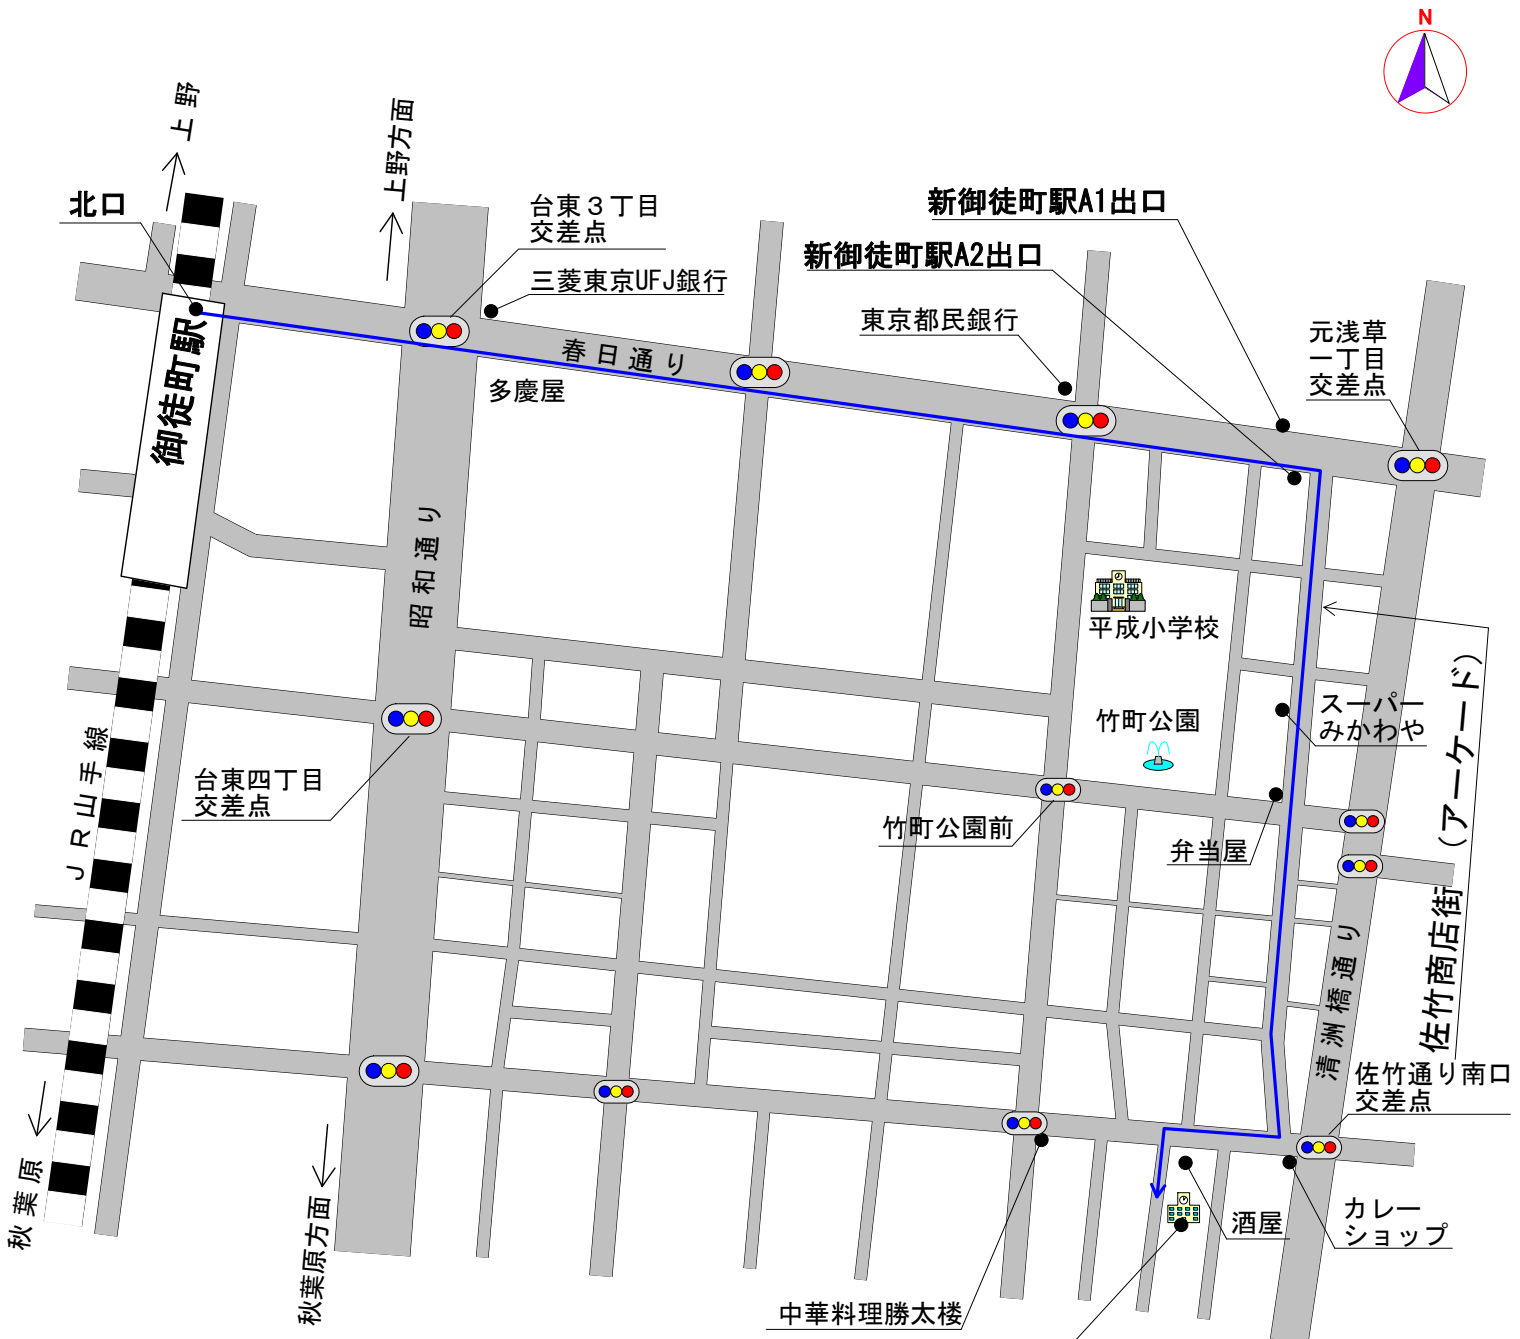 N
上野
上野方面
北口
台東３丁目
交差点
三菱東京UFJ銀行
新御徒町駅A1出口
新御徒町駅A2出口
東京都民銀行
元浅草
一丁目
交差点
春日通り
多慶屋
御徒町駅
昭和通り
平成小学校
スーパー
みかわや
竹町公園
佐竹商店街（アーケード）
ＪＲ山手線
台東四丁目
交差点
竹町公園前
弁当屋
清洲橋通り
佐竹通り南口
交差点
秋葉原
秋葉原方面
酒屋
カレー
ショップ
中華料理勝太楼